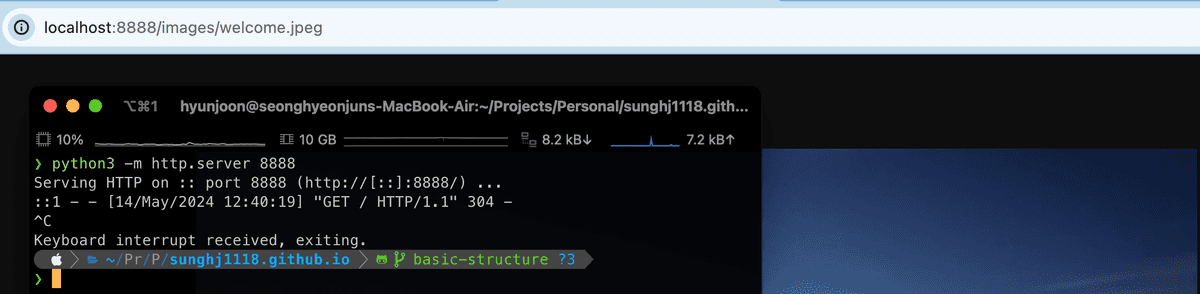 localhost:8888/images/welcome.jpeg
⌥⌘1 hyunjoon@seonghyeonjuns-MacBook-Air:~/Projects/Personal/sunghj1118.gith...
10% 10 GB 8.2 kB↓ 7.2 kB↑
❯ python3 -m http.server 8888
Serving HTTP on :: port 8888 (http://[::]:8888/) ...
::1 - - [14/May/2024 12:40:19] "GET / HTTP/1.1" 304 -
^C
Keyboard interrupt received, exiting.
~/Pr/P/sunghj1118.github.io basic-structure ?3
❯